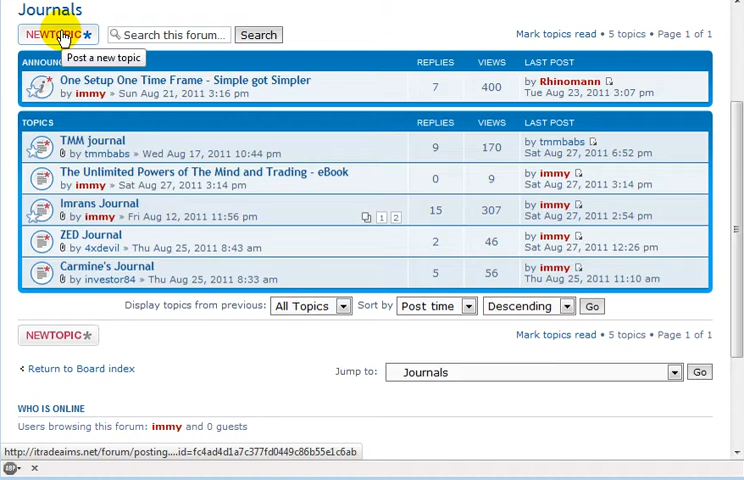 Journals
NEWTOPIC* Search this forum... Search Mark topics read • 5 topics • Page 1 of 1
Post a new topic
ANNOUN REPLIES VIEWS LAST POST
One Setup One Time Frame - Simple got Simpler 7 400 by Rhinomann
by immy » Sun Aug 21, 2011 3:16 pm Tue Aug 23, 2011 3:07 pm
TOPICS REPLIES VIEWS LAST POST
TMM journal 9 170 by tmmbabs
by tmmbabs » Wed Aug 17, 2011 10:44 pm Sat Aug 27, 2011 6:52 pm
The Unlimited Powers of The Mind and Trading - eBook 0 9 by immy
by immy » Sat Aug 27, 2011 3:14 pm Sat Aug 27, 2011 3:14 pm
Imrans Journal 15 307 by immy
by immy » Fri Aug 12, 2011 11:56 pm 1 2 Sat Aug 27, 2011 2:54 pm
ZED Journal 2 46 by immy
by 4xdevil » Thu Aug 25, 2011 8:43 am Sat Aug 27, 2011 12:26 pm
Carmine's Journal 5 56 by immy
by investor84 » Thu Aug 25, 2011 8:33 am Thu Aug 25, 2011 11:10 am
Display topics from previous: All Topics Sort by Post time Descending Go
NEWTOPIC* Mark topics read • 5 topics • Page 1 of 1
Return to Board index Jump to: Journals Go
WHO IS ONLINE
Users browsing this forum: immy and 0 guests
http://itradeaims.net/forum/posting....id=fc4ad4d1a7c377fd0449c86b55e1c6ab
ABP